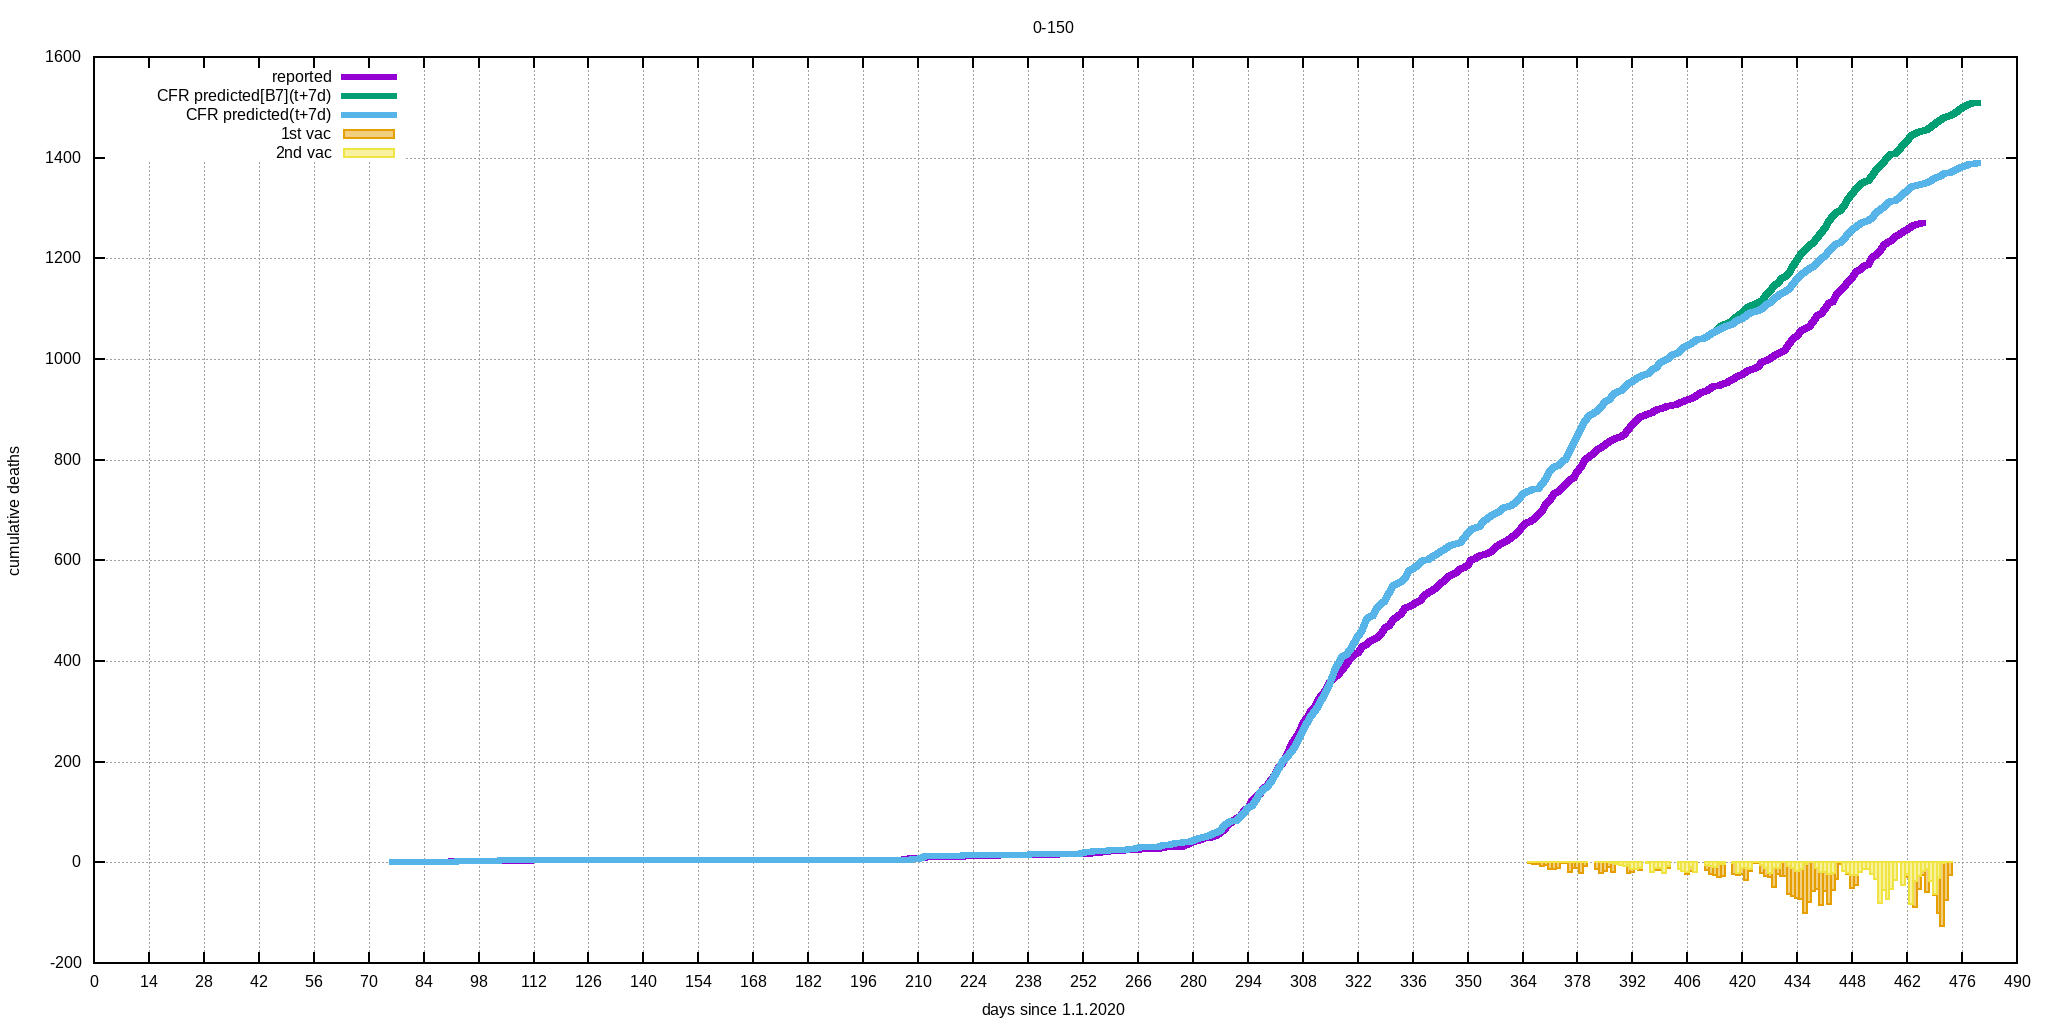 0-150
1600
1400
1200
1000
800
600
400
200
0
-200
cumulative deaths
reported
CFR predicted[B7](t+7d)
CFR predicted(t+7d)
1st vac
2nd vac
0 14 28 42 56 70 84 98 112 126 140 154 168 182 196 210 224 238 252 266 280 294 308 322 336 350 364 378 392 406 420 434 448 462 476 490
days since 1.1.2020